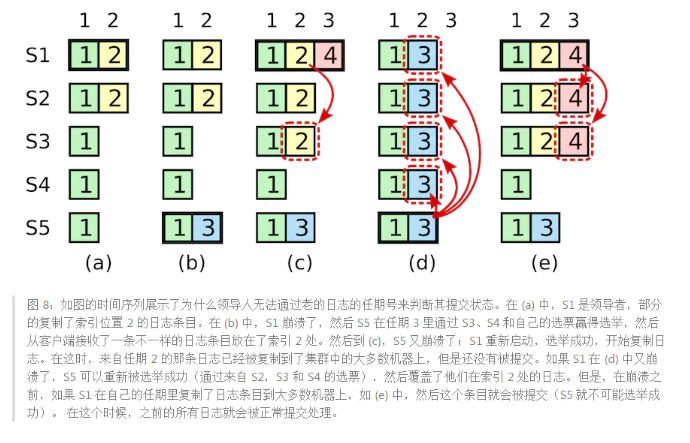 1 2 1 2 1 2 3 1 2 3 1 2 3
S1 1 2 1 2 1 2 4 1 3 1 2 4
S2 1 2 1 2 1 2 1 3 1 2 4
S3 1 1 1 2 1 3 1 2 4
S4 1 1 1 1 3 1
S5 1 1 3 1 3 1 3 1 3
(a) (b) (c) (d) (e)
图 8：如图的时间序列展示了为什么领导人无法通过老的日志的任期号来判断其提交状态。在 (a) 中，S1 是领导者，部分
的复制了索引位置 2 的日志条目。在 (b) 中，S1 崩溃了，然后 S5 在任期 3 里通过 S3、S4 和自己的选票赢得选举，然后
从客户端接收了一条不一样的日志条目放在了索引 2 处。然后到 (c)，S5 又崩溃了；S1 重新启动，选举成功，开始复制日
志。在这时，来自任期 2 的那条日志已经被复制到了集群中的大多数机器上，但是还没有被提交。如果 S1 在 (d) 中又崩
溃了，S5 可以重新被选举成功（通过来自 S2，S3 和 S4 的选票），然后覆盖了他们在索引 2 处的日志。但是，在崩溃之
前，如果 S1 在自己的任期里复制了日志条目到大多数机器上，如 (e) 中，然后这个条目就会被提交（S5 就不可能选举成
功）。 在这个时候，之前的所有日志就会被正常提交处理。